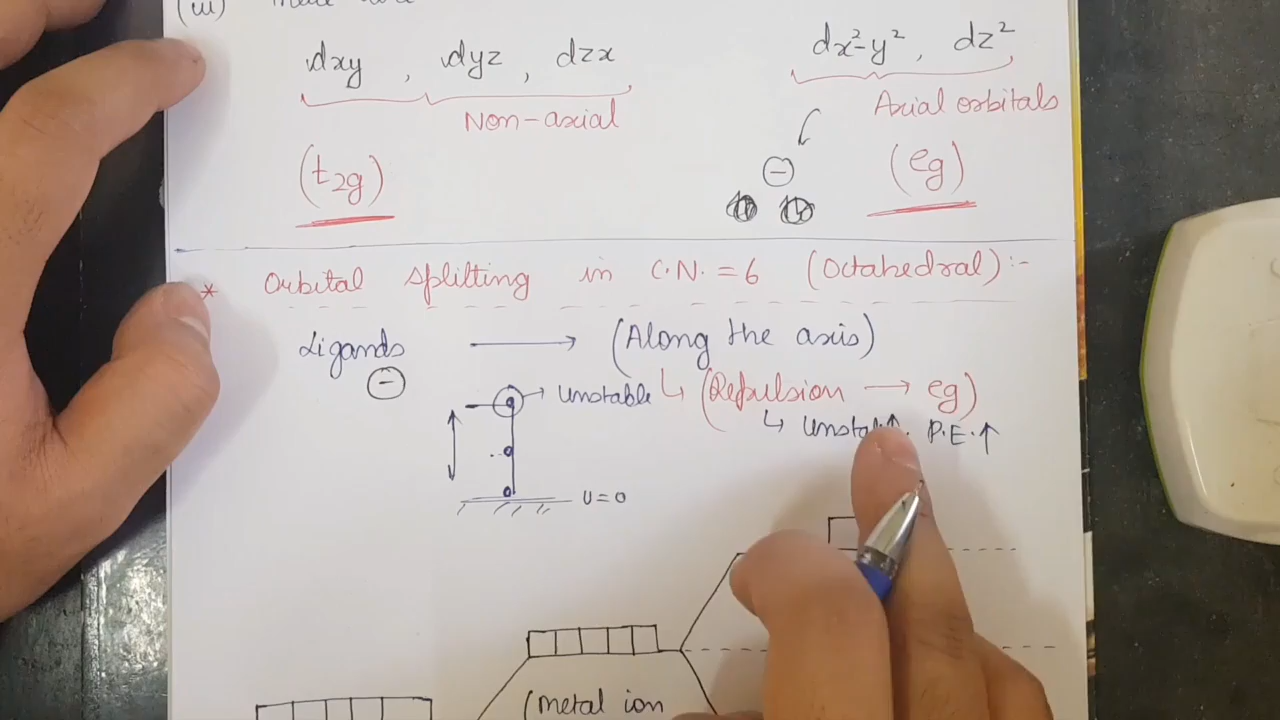 (iii)
dxy , dyz , dzx
dx²-y² , dz²
Non-axial
Axial orbitals
(t2g)
⊖
(eg)
* Orbital splitting in C.N. = 6 (Octahedral) :-
Ligands → (Along the axis)
⊖
Unstable ↳ (Repulsion → eg)
↳ P.E.↑
U=0
(metal ion